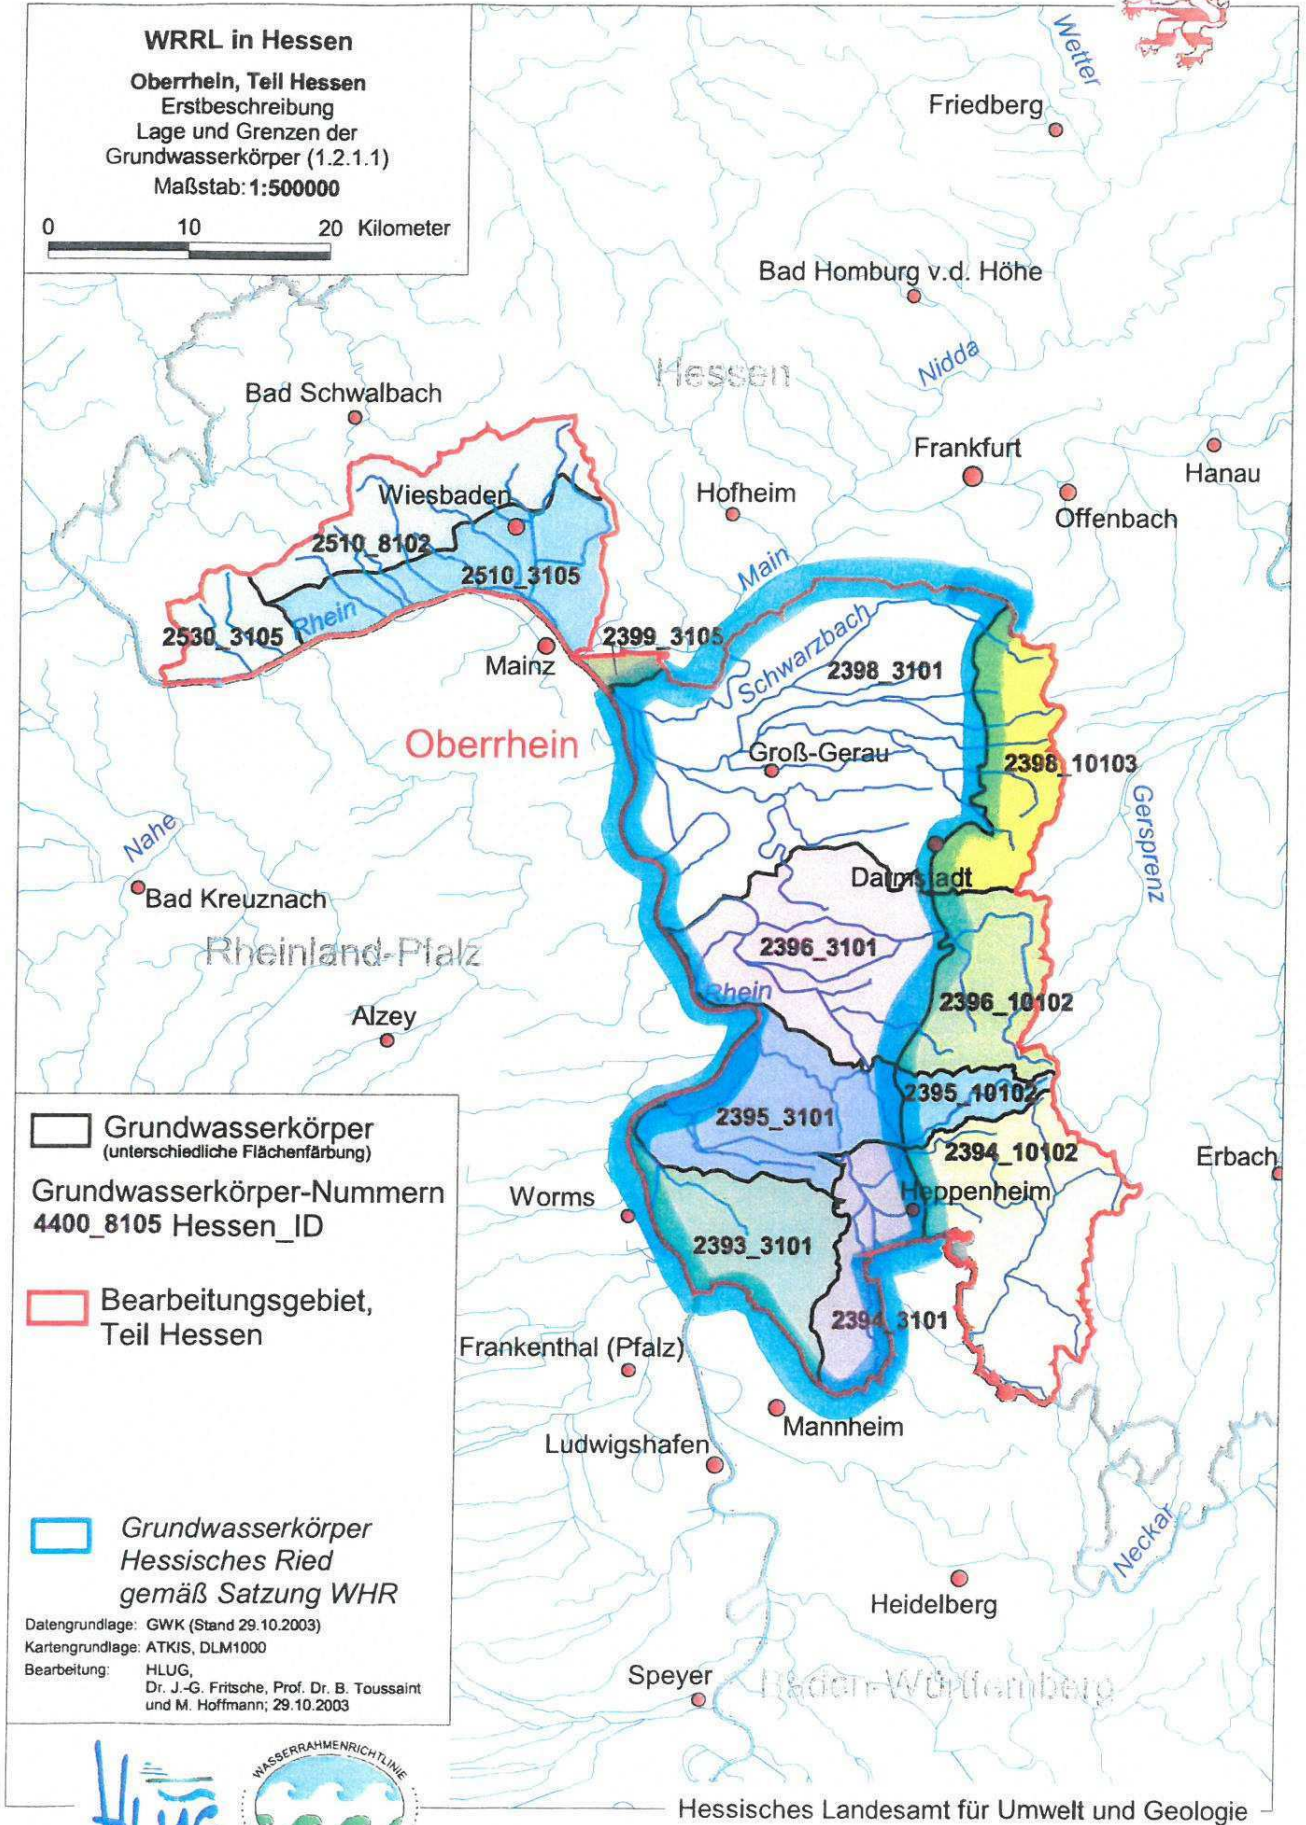 WRRL in Hessen
Oberrhein, Teil Hessen
Erstbeschreibung
Lage und Grenzen der
Grundwasserkörper (1.2.1.1)
Maßstab: 1:500000
0 10 20 Kilometer
Wetter
Friedberg
Bad Homburg v.d. Höhe
Hessen
Nidda
Bad Schwalbach
Frankfurt
Hanau
Wiesbaden
Hofheim
Offenbach
2510_8102
2510_3105
Main
Rhein
2530_3105
2399_3105
Schwarzbach
Mainz
2398_3101
Oberrhein
Groß-Gerau
2398_10103
Gersprenz
Nahe
Darmstadt
Bad Kreuznach
Rheinland-Pfalz
2396_3101
Rhein
2396_10102
Alzey
2395_10102
2395_3101
2394_10102
Erbach
Worms
Heppenheim
2393_3101
2394_3101
Frankenthal (Pfalz)
Mannheim
Ludwigshafen
Neckar
Heidelberg
Speyer
Baden-Württemberg
Grundwasserkörper
(unterschiedliche Flächenfärbung)
Grundwasserkörper-Nummern
4400_8105 Hessen_ID
Bearbeitungsgebiet,
Teil Hessen
Grundwasserkörper
Hessisches Ried
gemäß Satzung WHR
Datengrundlage: GWK (Stand 29.10.2003)
Kartengrundlage: ATKIS, DLM1000
Bearbeitung: HLUG,
Dr. J.-G. Fritsche, Prof. Dr. B. Toussaint
und M. Hoffmann; 29.10.2003
HLUG
WASSERRAHMENRICHTLINIE
Hessisches Landesamt für Umwelt und Geologie